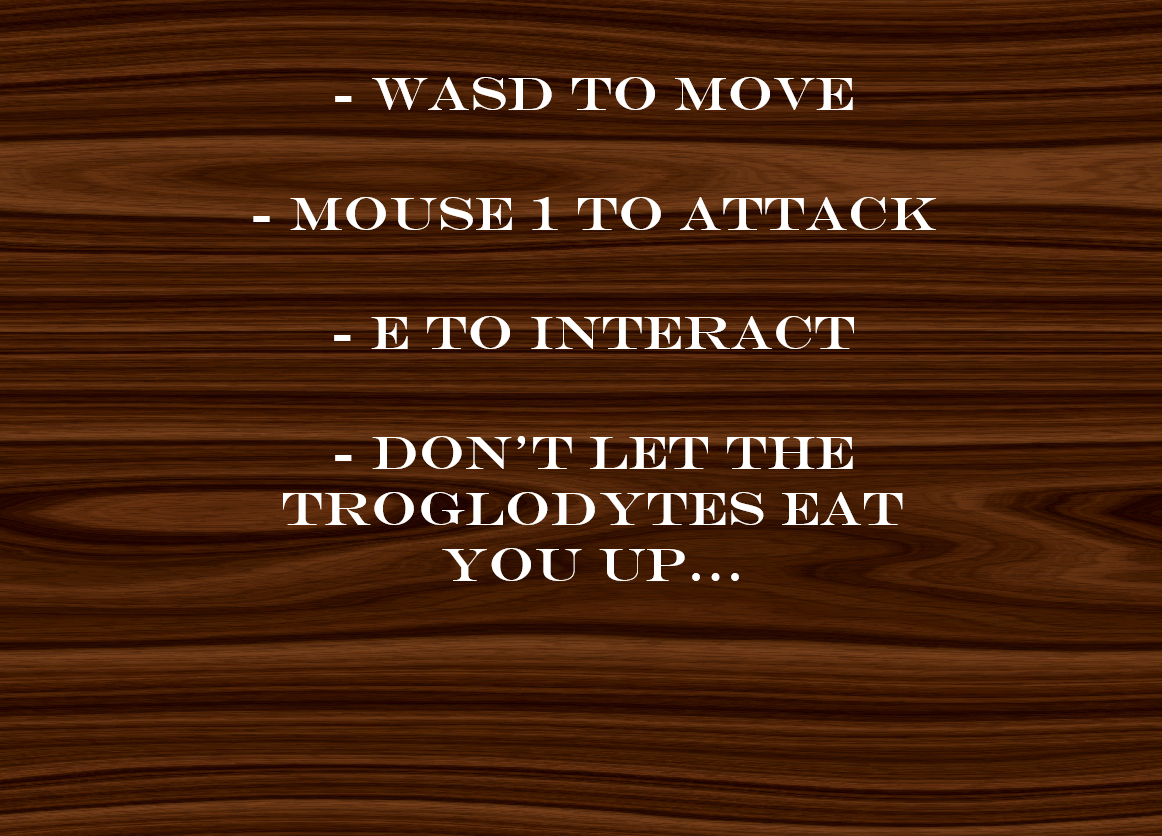 - WASD TO MOVE
- MOUSE 1 TO ATTACK
- E TO INTERACT
- DON'T LET THE
TROGLODYTES EAT
YOU UP...